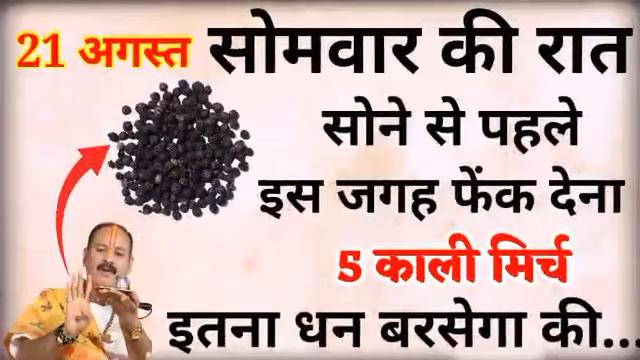 21 अगस्त सोमवार की रात
सोने से पहले
इस जगह फेंक देना
5 काली मिर्च
इतना धन बरसेगा की...